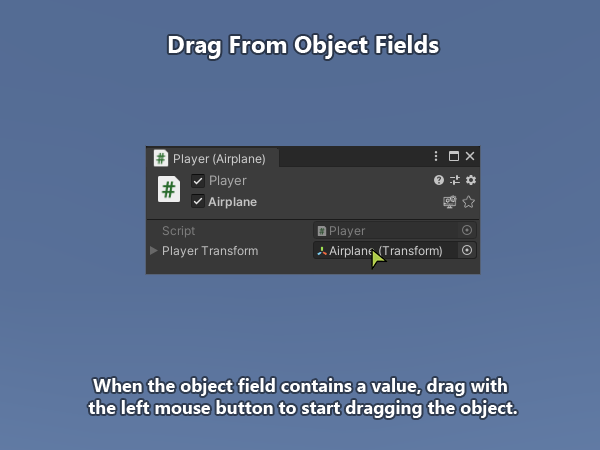 Drag From Object Fields
Player (Airplane)
Player
Airplane
Script
Player
Player Transform
Airplane (Transform)
When the object field contains a value, drag with
the left mouse button to start dragging the object.